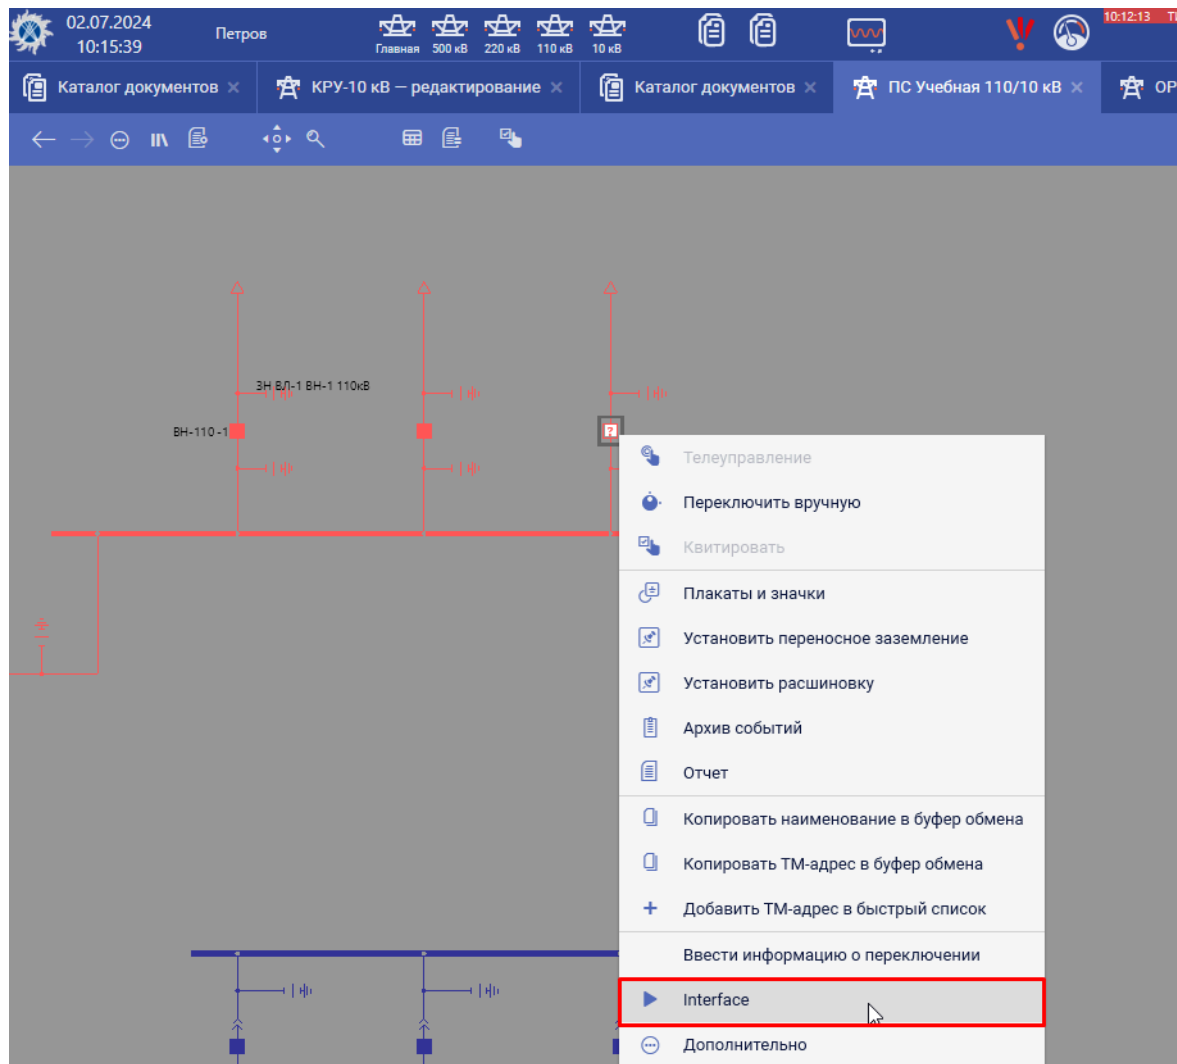 02.07.2024
10:15:39
Петров
Главная
500 кВ
220 кВ
110 кВ
10 кВ
10:12:13
Каталог документов
КРУ-10 кВ — редактирование
Каталог документов
ПС Учебная 110/10 кВ
ЗН ВЛ-1 ВН-1 110кВ
ВН-110 -1
?
Телеуправление
Переключить вручную
Квитировать
Плакаты и значки
Установить переносное заземление
Установить расшиновку
Архив событий
Отчет
Копировать наименование в буфер обмена
Копировать ТМ-адрес в буфер обмена
Добавить ТМ-адрес в быстрый список
Ввести информацию о переключении
Interface
Дополнительно